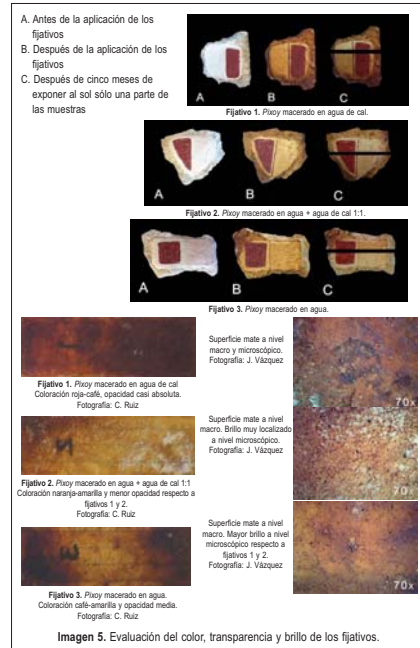 A. Antes de la aplicación de los
fijativos
B. Después de la aplicación de los
fijativos
C. Después de cinco meses de
exponer al sol sólo una parte de
las muestras
A B C
Fijativo 1. Pixoy macerado en agua de cal.
A B C
Fijativo 2. Pixoy macerado en agua + agua de cal 1:1.
A B C
Fijativo 3. Pixoy macerado en agua.
1
Fijativo 1. Pixoy macerado en agua de cal
Coloración roja-café, opacidad casi absoluta.
Fotografía: C. Ruiz
Superficie mate a nivel
macro y microscópico.
Fotografía: J. Vázquez
70x
Fijativo 2. Pixoy macerado en agua + agua de cal 1:1
Coloración naranja-amarilla y menor opacidad respecto a
fijativos 1 y 2.
Fotografía: C. Ruiz
Superficie mate a nivel
macro. Brillo muy localizado
a nivel microscópico.
Fotografía: J. Vázquez
70x
3
Fijativo 3. Pixoy macerado en agua.
Coloración café-amarilla y opacidad media.
Fotografía: C. Ruiz
Superficie mate a nivel
macro. Mayor brillo a nivel
microscópico respecto a
fijativos 1 y 2.
Fotografía: J. Vázquez
70x
Imagen 5. Evaluación del color, transparencia y brillo de los fijativos.